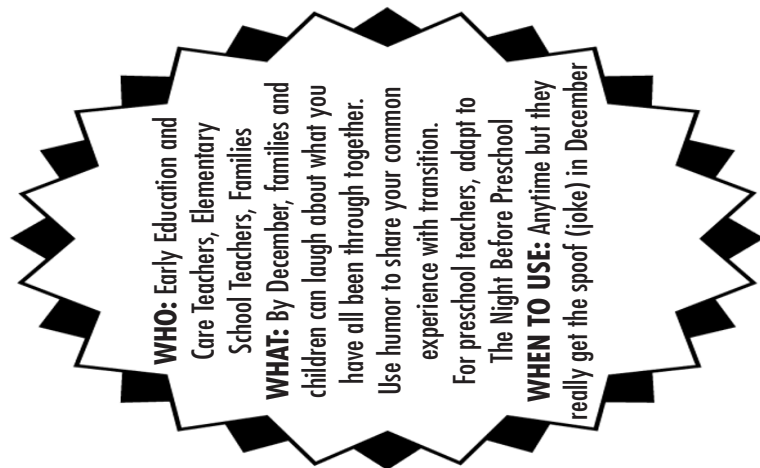 WHO: Early Education and
Care Teachers, Elementary
School Teachers, Families
WHAT: By December, families and
children can laugh about what you
have all been through together.
Use humor to share your common
experience with transition.
For preschool teachers, adapt to
The Night Before Preschool
WHEN TO USE: Anytime but they
really get the spoof (joke) in December